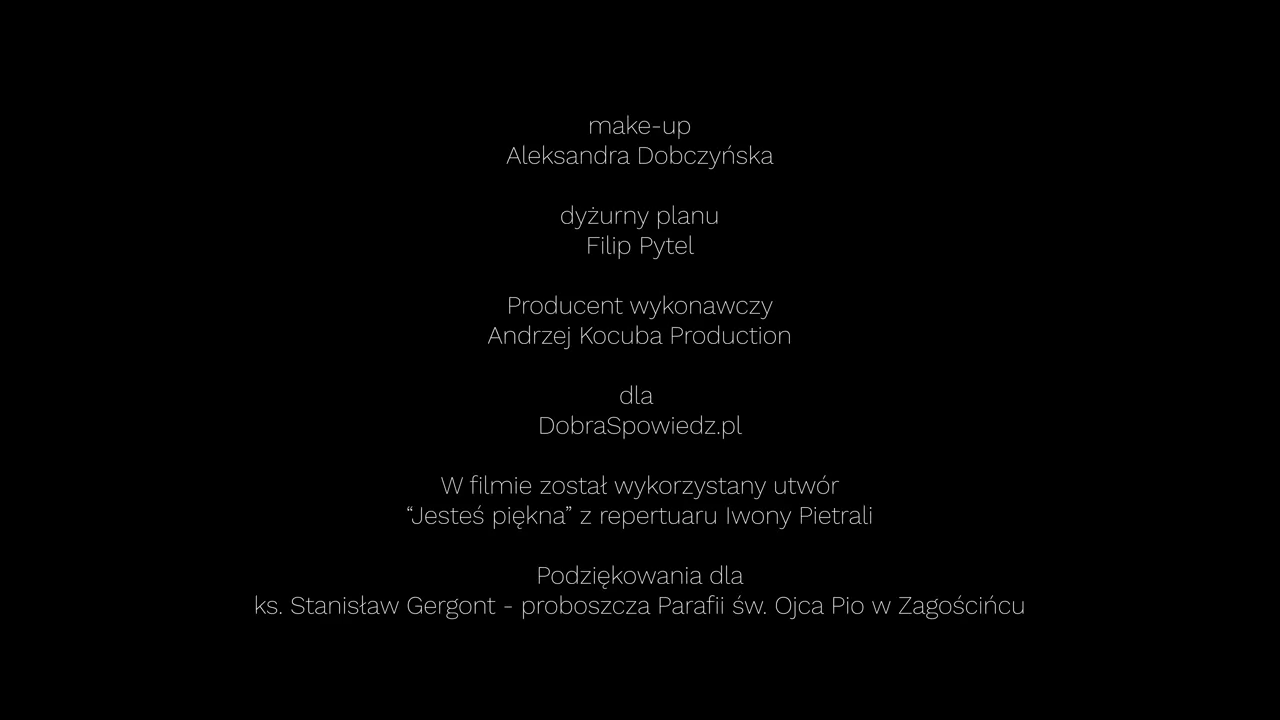 make-up
Aleksandra Dobczyńska
dyżurny planu
Filip Pytel
Producent wykonawczy
Andrzej Kocuba Production
dla
DobraSpowiedz.pl
W filmie został wykorzystany utwór
“Jesteś piękna” z repertuaru Iwony Pietrali
Podziękowania dla
ks. Stanisław Gergont - proboszcza Parafii św. Ojca Pio w Zagościńcu